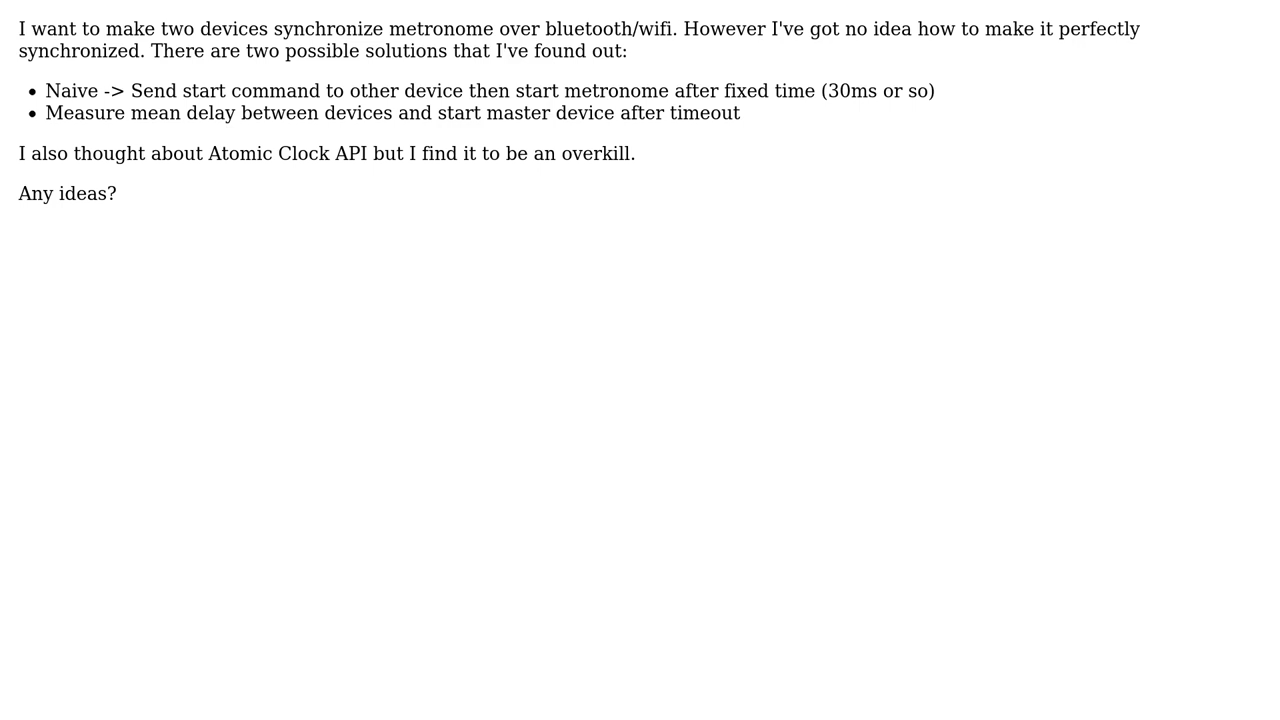 I want to make two devices synchronize metronome over bluetooth/wifi. However I've got no idea how to make it perfectly
synchronized. There are two possible solutions that I've found out:
• Naive -> Send start command to other device then start metronome after fixed time (30ms or so)
• Measure mean delay between devices and start master device after timeout
I also thought about Atomic Clock API but I find it to be an overkill.
Any ideas?